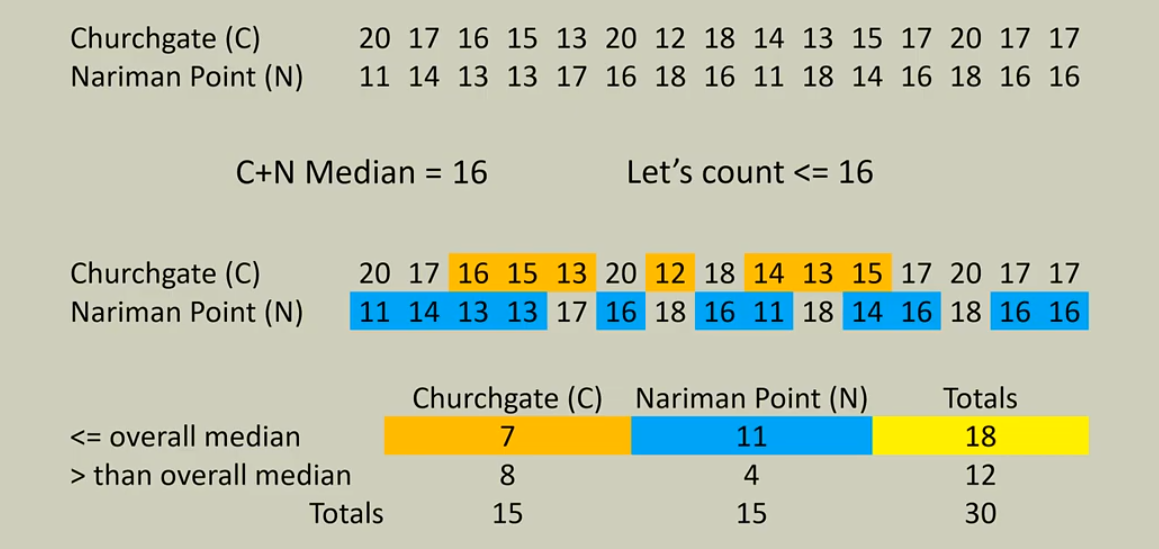 Churchgate (C) 20 17 16 15 13 20 12 18 14 13 15 17 20 17 17
Nariman Point (N) 11 14 13 13 17 16 18 16 11 18 14 16 18 16 16
C+N Median = 16 Let’s count <= 16
Churchgate (C) 20 17 16 15 13 20 12 18 14 13 15 17 20 17 17
Nariman Point (N) 11 14 13 13 17 16 18 16 11 18 14 16 18 16 16
Churchgate (C) Nariman Point (N) Totals
<= overall median 7 11 18
> than overall median 8 4 12
Totals 15 15 30